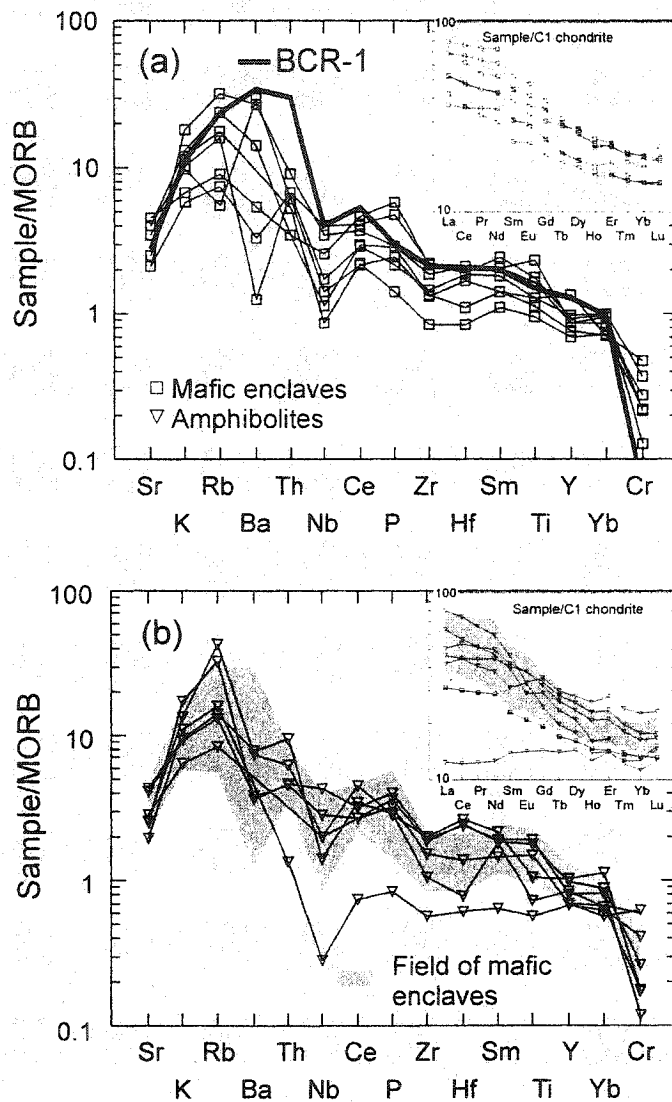 100
10
1
0.1
Sample/MORB
(a)
BCR-1
100
Sample/C1 chondrite
10
La Pr Sm Gd Dy Er Yb
Ce Nd Eu Tb Ho Tm Lu
Mafic enclaves
Amphibolites
Sr Rb Th Ce Zr Sm Y Cr
K Ba Nb P Hf Ti Yb
100
10
1
0.1
Sample/MORB
(b)
100
Sample/C1 chondrite
10
La Pr Sm Gd Dy Er Yb
Ce Nd Eu Tb Ho Tm Lu
Field of mafic
enclaves
Sr Rb Th Ce Zr Sm Y Cr
K Ba Nb P Hf Ti Yb